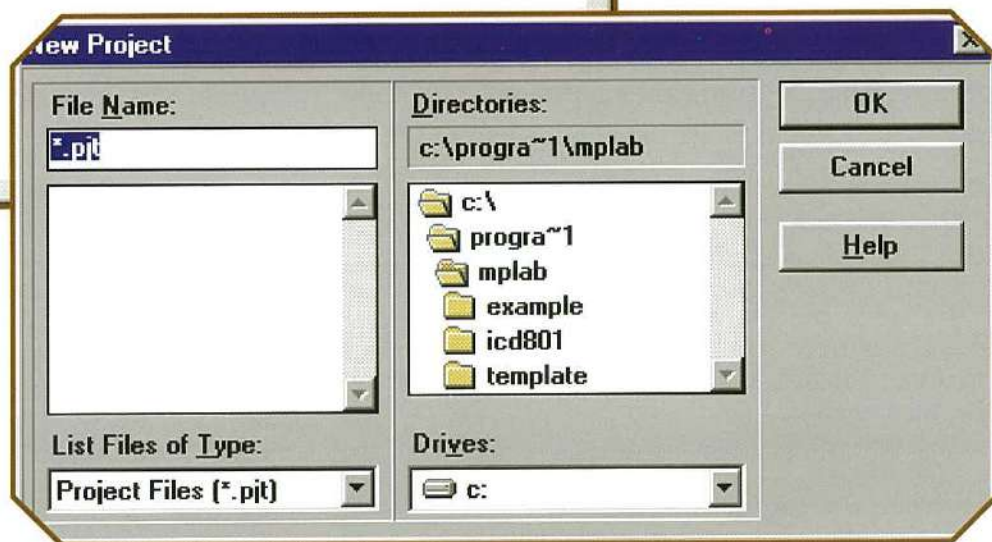 New Project
File Name:
*.pjt
List Files of Type:
Project Files (*.pjt)
Directories:
c:\progra~1\mplab
c:\
progra~1
mplab
example
icd801
template
Drives:
c:
OK
Cancel
Help